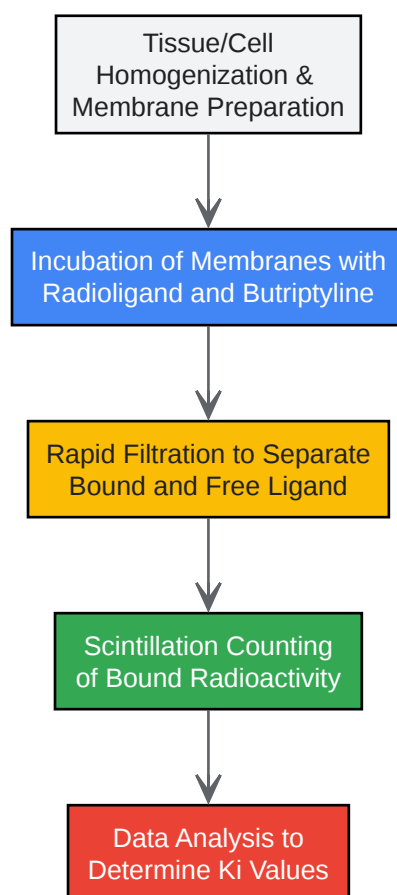 Tissue/Cell
Homogenization &
Membrane Preparation
Incubation of Membranes with
Radioligand and Butriptyline
Rapid Filtration to Separate
Bound and Free Ligand
Scintillation Counting
of Bound Radioactivity
Data Analysis to
Determine Ki Values